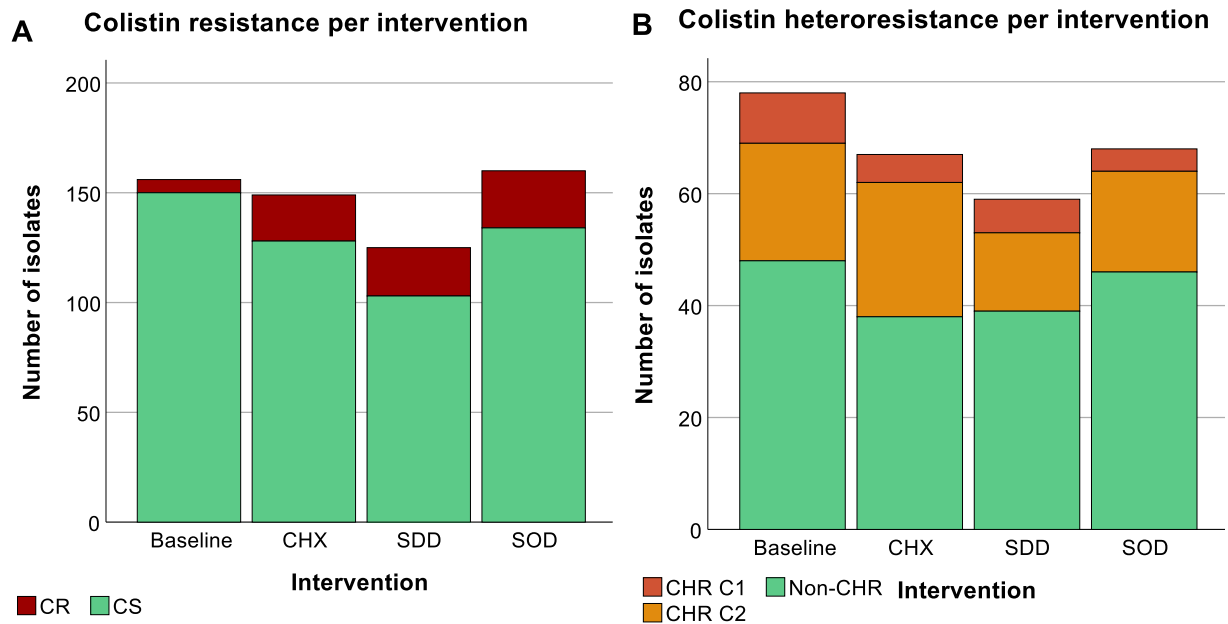 A
Colistin resistance per intervention
200
150
100
50
0
Number of isolates
Baseline CHX SDD SOD
Intervention
CR CS
B
Colistin heteroresistance per intervention
80
60
40
20
0
Number of isolates
Baseline CHX SDD SOD
Intervention
CHR C1 Non-CHR
CHR C2